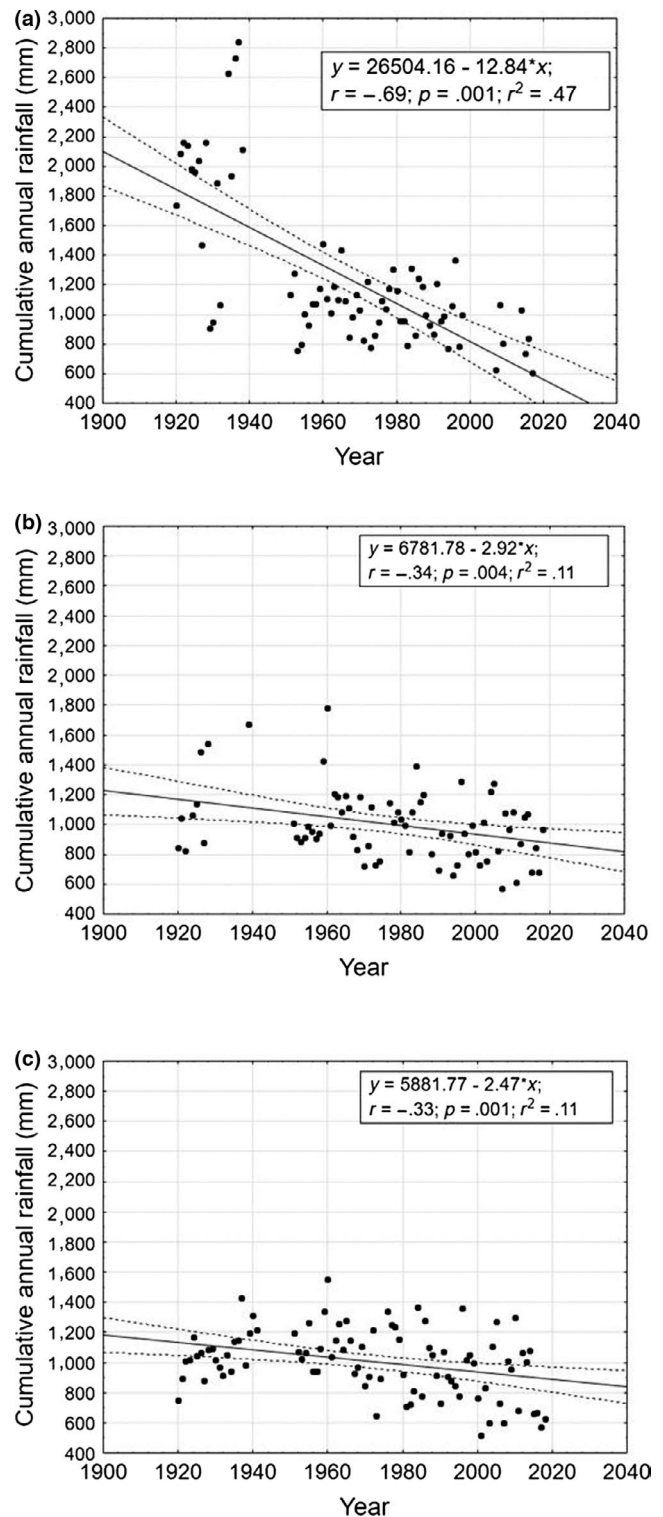 (a)
3,000
2,800
2,600
2,400
2,200
2,000
1,800
1,600
1,400
1,200
1,000
800
600
400
Cumulative annual rainfall (mm)
y = 26504.16 - 12.84*x;
r = –.69; p = .001; r² = .47
1900 1920 1940 1960 1980 2000 2020 2040
Year
(b)
3,000
2,800
2,600
2,400
2,200
2,000
1,800
1,600
1,400
1,200
1,000
800
600
400
Cumulative annual rainfall (mm)
y = 6781.78 - 2.92*x;
r = –.34; p = .004; r² = .11
1900 1920 1940 1960 1980 2000 2020 2040
Year
(c)
3,000
2,800
2,600
2,400
2,200
2,000
1,800
1,600
1,400
1,200
1,000
800
600
400
Cumulative annual rainfall (mm)
y = 5881.77 - 2.47*x;
r = –.33; p = .001; r² = .11
1900 1920 1940 1960 1980 2000 2020 2040
Year